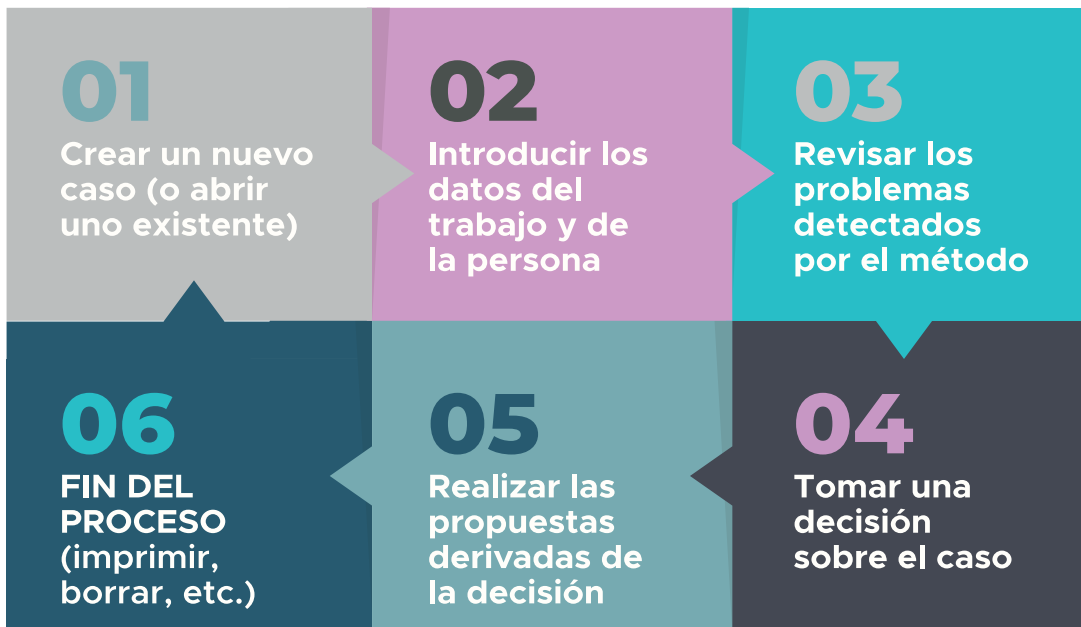 01
Crear un nuevo
caso (o abrir
uno existente)
02
Introducir los
datos del
trabajo y de
la persona
03
Revisar los
problemas
detectados
por el método
04
Tomar una
decisión
sobre el caso
05
Realizar las
propuestas
derivadas de
la decisión
06
FIN DEL
PROCESO
(imprimir,
borrar, etc.)